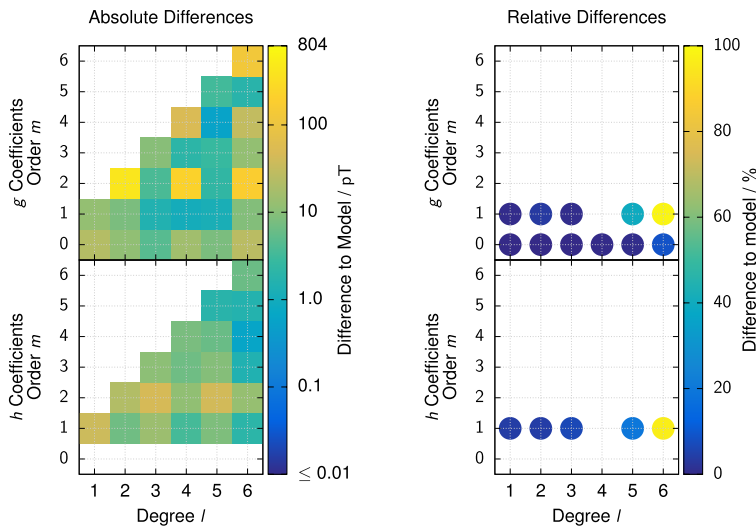 Absolute Differences
Relative Differences
g Coefficients
Order m
6
5
4
3
2
1
0
h Coefficients
Order m
6
5
4
3
2
1
0
1 2 3 4 5 6
Degree l
804
100
10
1.0
0.1
≤ 0.01
Difference to Model / pT
g Coefficients
Order m
6
5
4
3
2
1
0
h Coefficients
Order m
6
5
4
3
2
1
0
1 2 3 4 5 6
Degree l
100
80
60
40
20
0
Difference to model / %